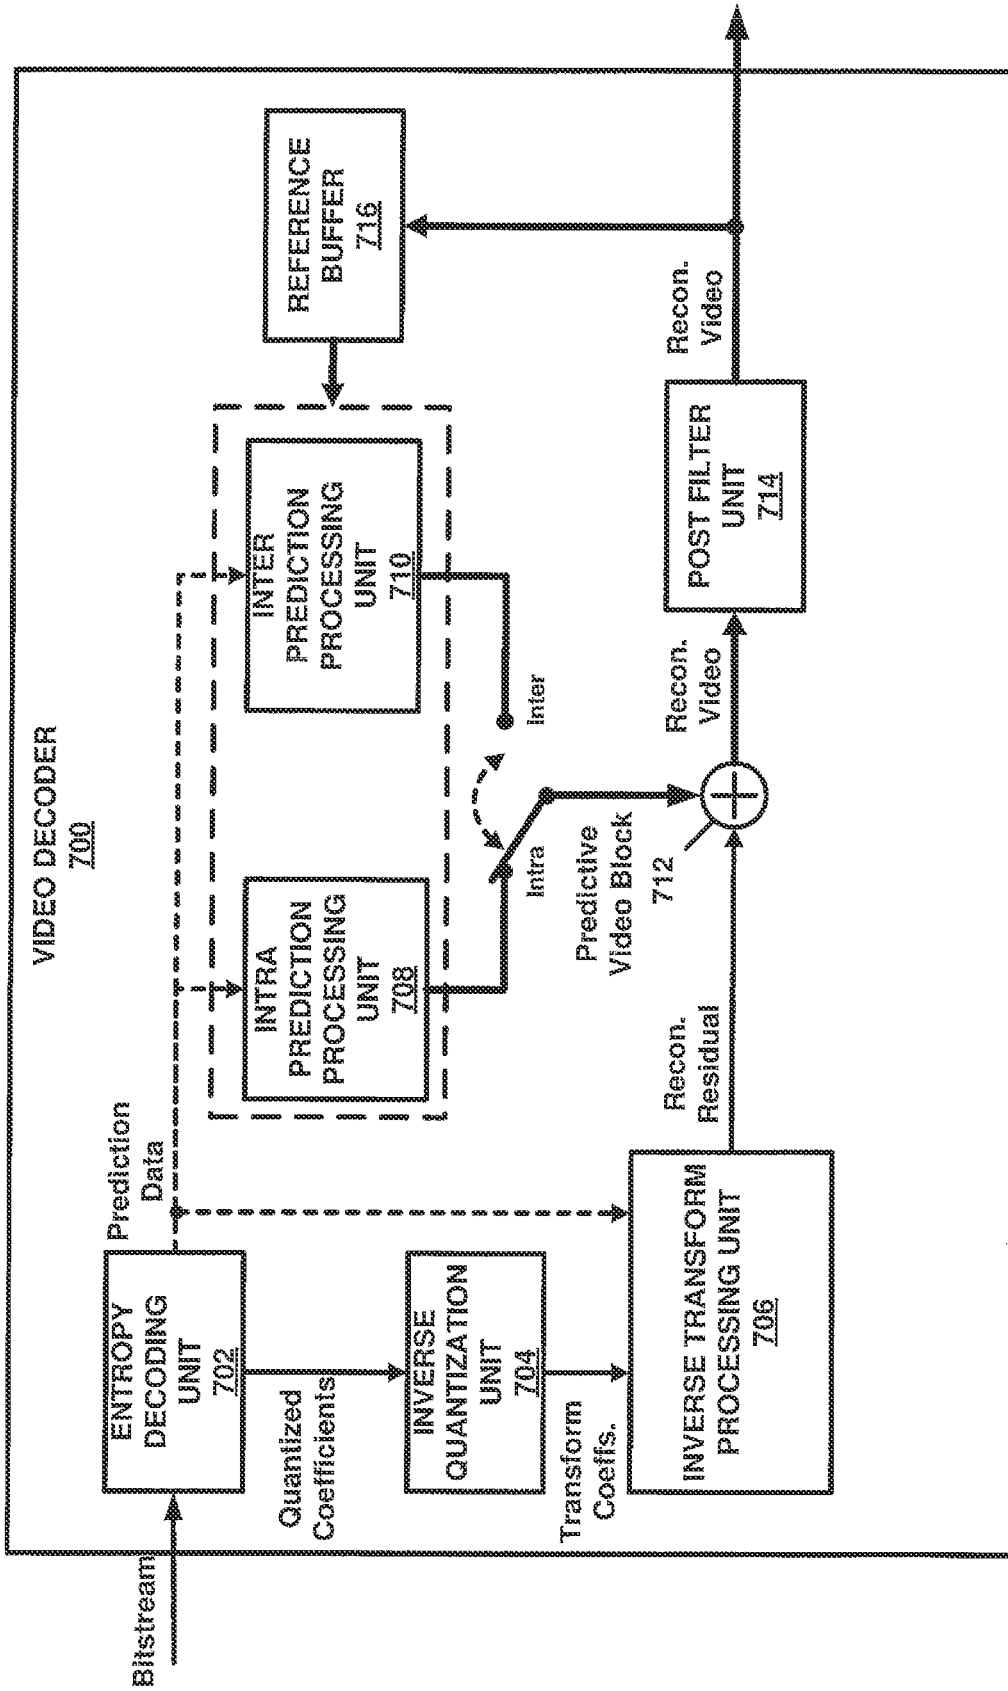 VIDEO DECODER
700
Bitstream
ENTROPY
DECODING
UNIT
702
Prediction
Data
Quantized
Coefficients
INVERSE
QUANTIZATION
UNIT
704
Transform
Coeffs.
INVERSE TRANSFORM
PROCESSING UNIT
706
INTRA
PREDICTION
PROCESSING
UNIT
708
INTER
PREDICTION
PROCESSING
UNIT
710
REFERENCE
BUFFER
716
Intra
Inter
Predictive
Video Block
712
Recon.
Residual
Recon.
Video
POST FILTER
UNIT
714
Recon.
Video